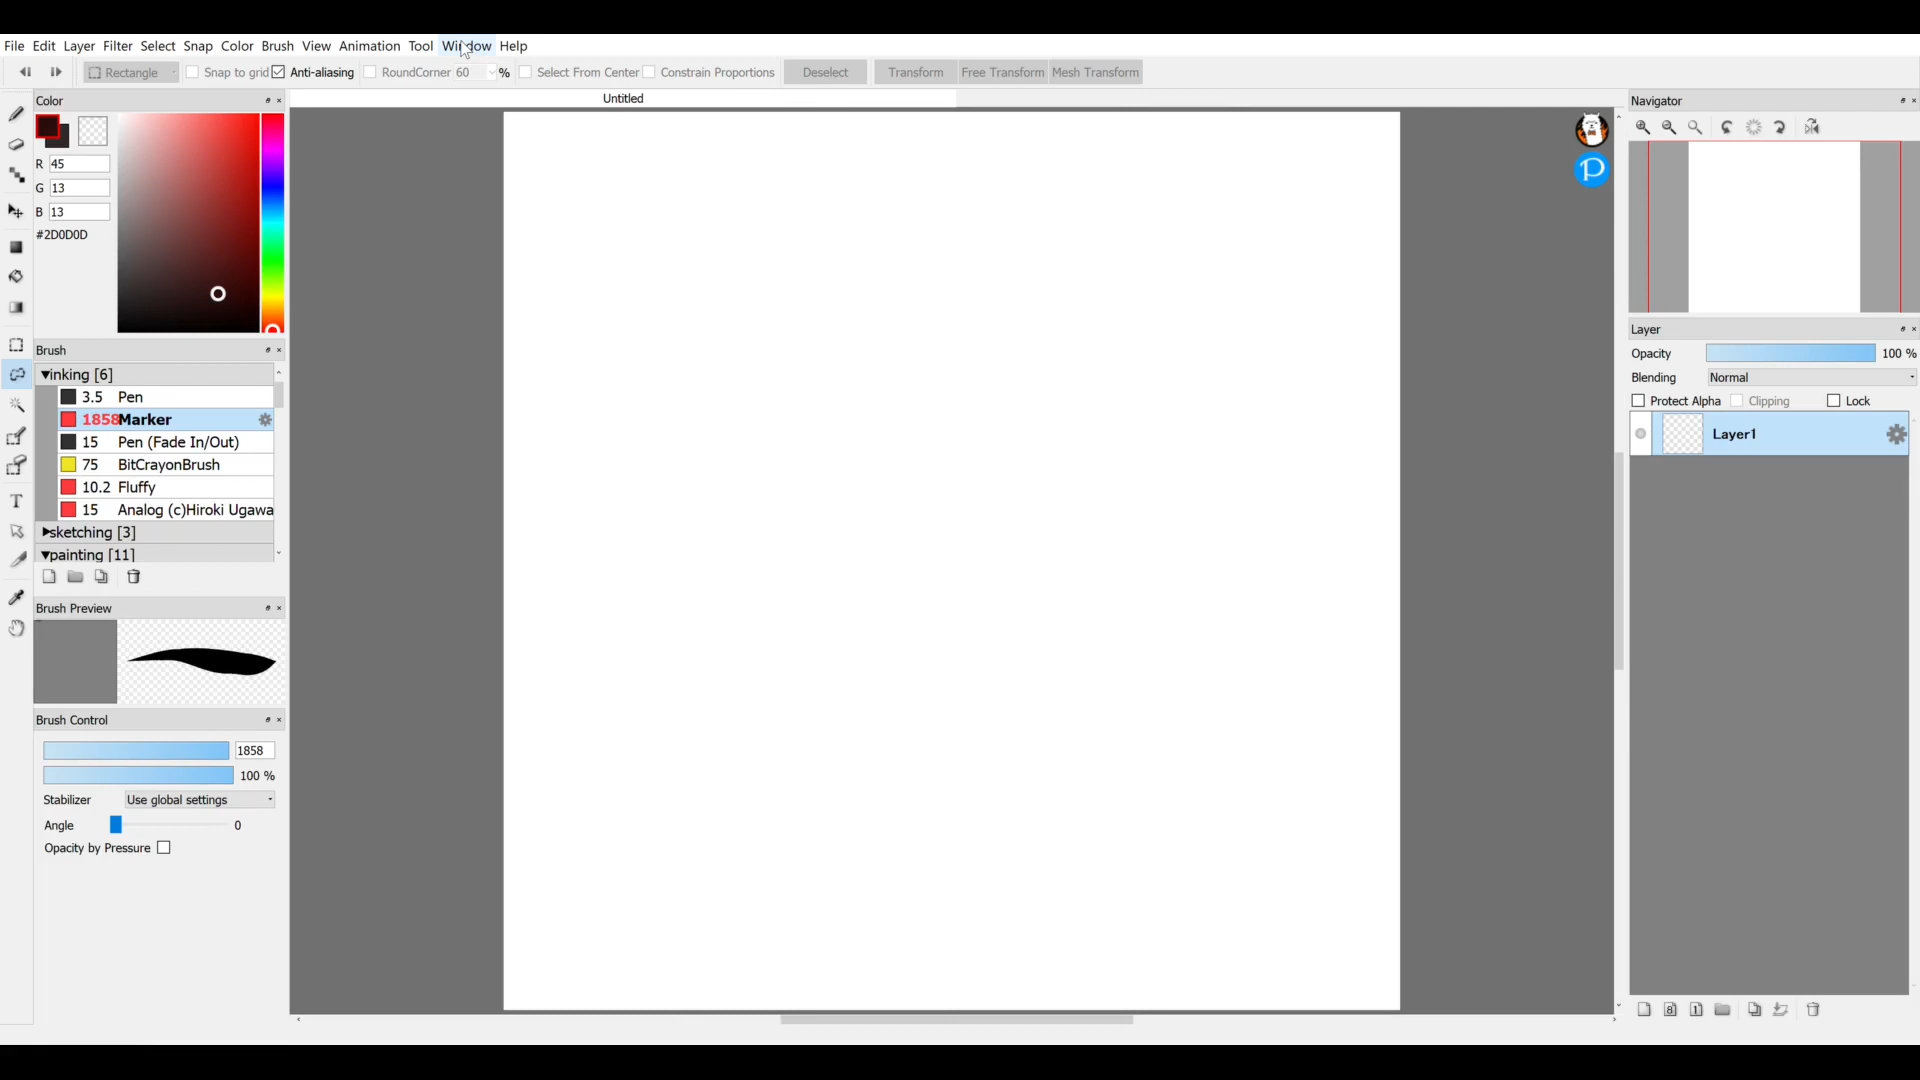 File Edit Layer Filter Select Snap Color Brush View Animation Tool Window Help
Rectangle Snap to grid Anti-aliasing RoundCorner 60 % Select From Center Constrain Proportions Deselect Transform Free Transform Mesh Transform
Color
R 45
G 13
B 13
#2D0D0D
Brush
inking [6]
3.5 Pen
1858 Marker
15 Pen (Fade In/Out)
75 BitCrayonBrush
10.2 Fluffy
15 Analog (c)Hiroki Ugawa
sketching [3]
painting [11]
Brush Preview
Brush Control
1858
100 %
Stabilizer Use global settings
Angle 0
Opacity by Pressure
T
Untitled
P
Navigator
Layer
Opacity 100 %
Blending Normal
Protect Alpha Clipping Lock
Layer1
8 1